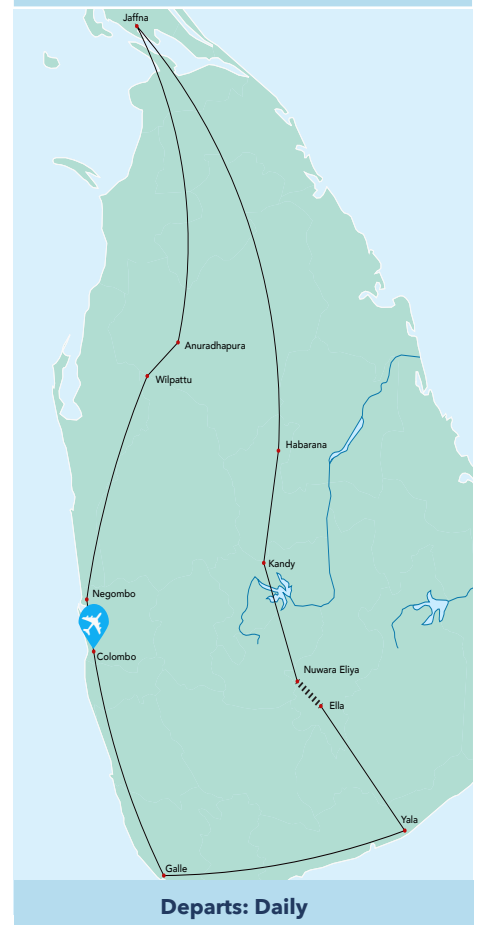 Jaffna
Anuradhapura
Wilpattu
Habarana
Kandy
Negombo
Colombo
Nuwara Eliya
Ella
Yala
Galle
Departs: Daily